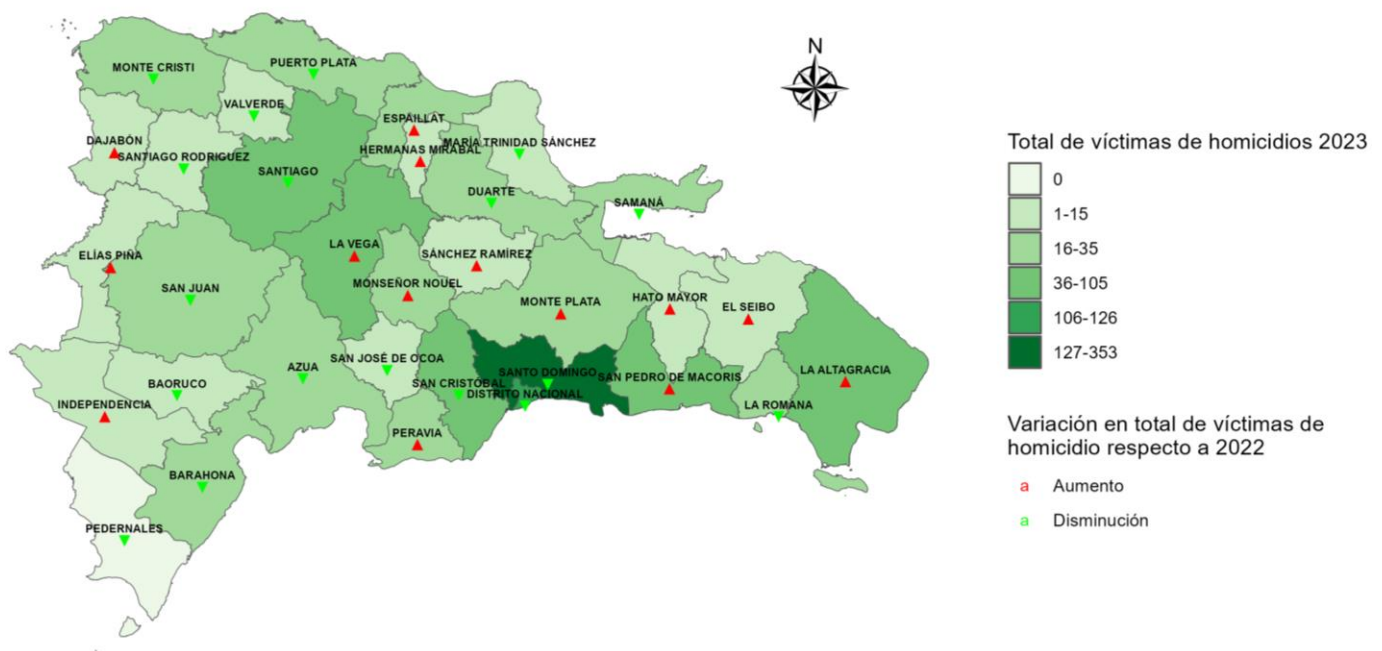 N
MONTE CRISTI
PUERTO PLATA
VALVERDE
ESPAILLAT
DAJABÓN
SANTIAGO RODRIGUEZ
HERMANAS MIRABAL
MARÍA TRINIDAD SÁNCHEZ
SANTIAGO
DUARTE
SAMANÁ
ELÍAS PIÑA
LA VEGA
SÁNCHEZ RAMÍREZ
SAN JUAN
MONSEÑOR NOUEL
MONTE PLATA
HATO MAYOR
EL SEIBO
BAORUCO
AZUA
SAN JOSÉ DE OCOA
SAN CRISTOBAL
SANTO DOMINGO
DISTRITO NACIONAL
SAN PEDRO DE MACORIS
LA ALTAGRACIA
LA ROMANA
INDEPENDENCIA
PERAVIA
BARAHONA
PEDERNALES
Total de víctimas de homicidios 2023
0
1-15
16-35
36-105
106-126
127-353
Variación en total de víctimas de
homicidio respecto a 2022
a Aumento
a Disminución